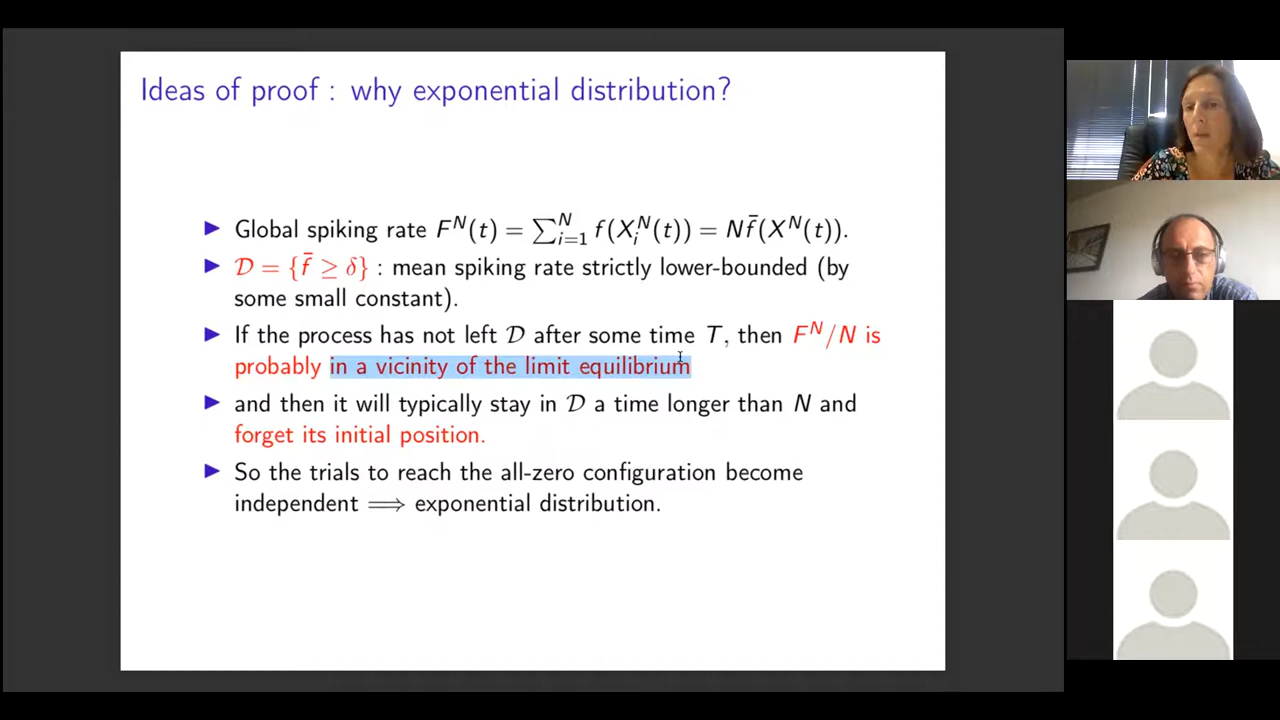 Ideas of proof : why exponential distribution?
▶ Global spiking rate F^N(t) = ∑_{i=1}^N f(X_i^N(t)) = N f̄(X^N(t)).
▶ 𝒟 = {f̄ ≥ δ} : mean spiking rate strictly lower-bounded (by
some small constant).
▶ If the process has not left 𝒟 after some time T, then F^N/N is
probably in a vicinity of the limit equilibrium
▶ and then it will typically stay in 𝒟 a time longer than N and
forget its initial position.
▶ So the trials to reach the all-zero configuration become
independent ⟹ exponential distribution.